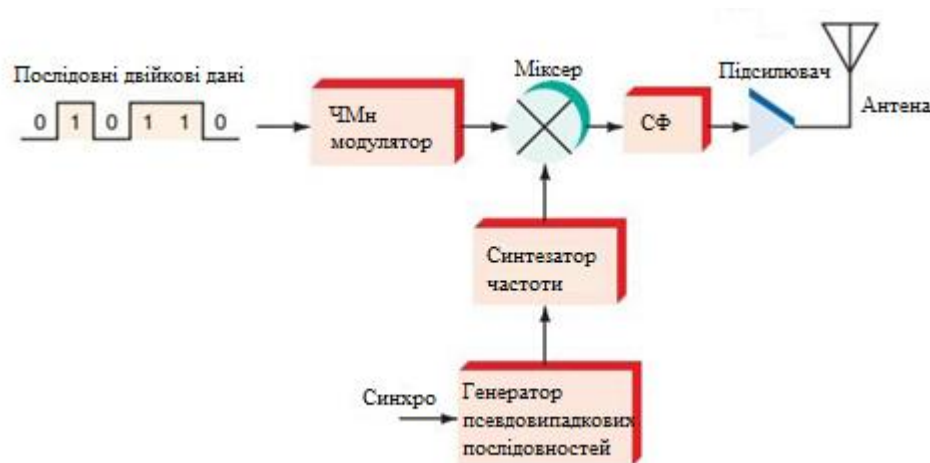 Послідовні двійкові дані
0 1 0 1 1 0
ЧМн
модулятор
Міксер
СФ
Підсилювач
Антена
Синтезатор
частоти
Синхро
Генератор
псевдовипадкових
послідовностей